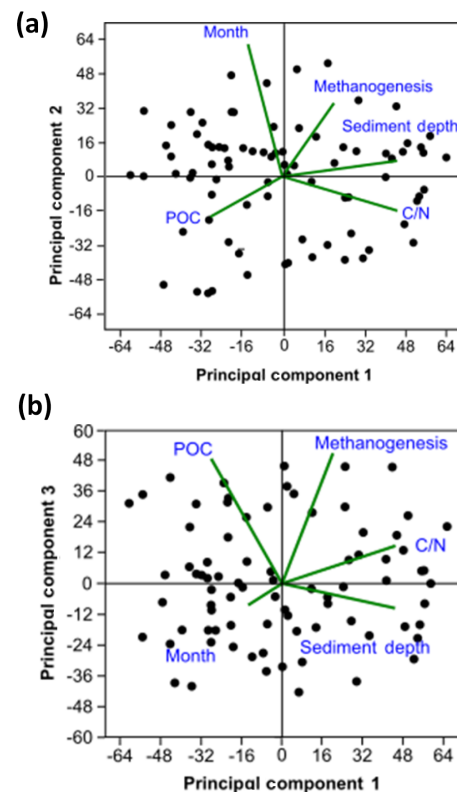 (a)
Month
Methanogenesis
Sediment depth
POC
C/N
Principal component 2
64
48
32
16
0
-16
-32
-48
-64
-64 -48 -32 -16 0 16 32 48 64
Principal component 1
(b)
POC
Methanogenesis
C/N
Month
Sediment depth
Principal component 3
60
48
36
24
12
0
-12
-24
-36
-48
-60
-64 -48 -32 -16 0 16 32 48 64
Principal component 1